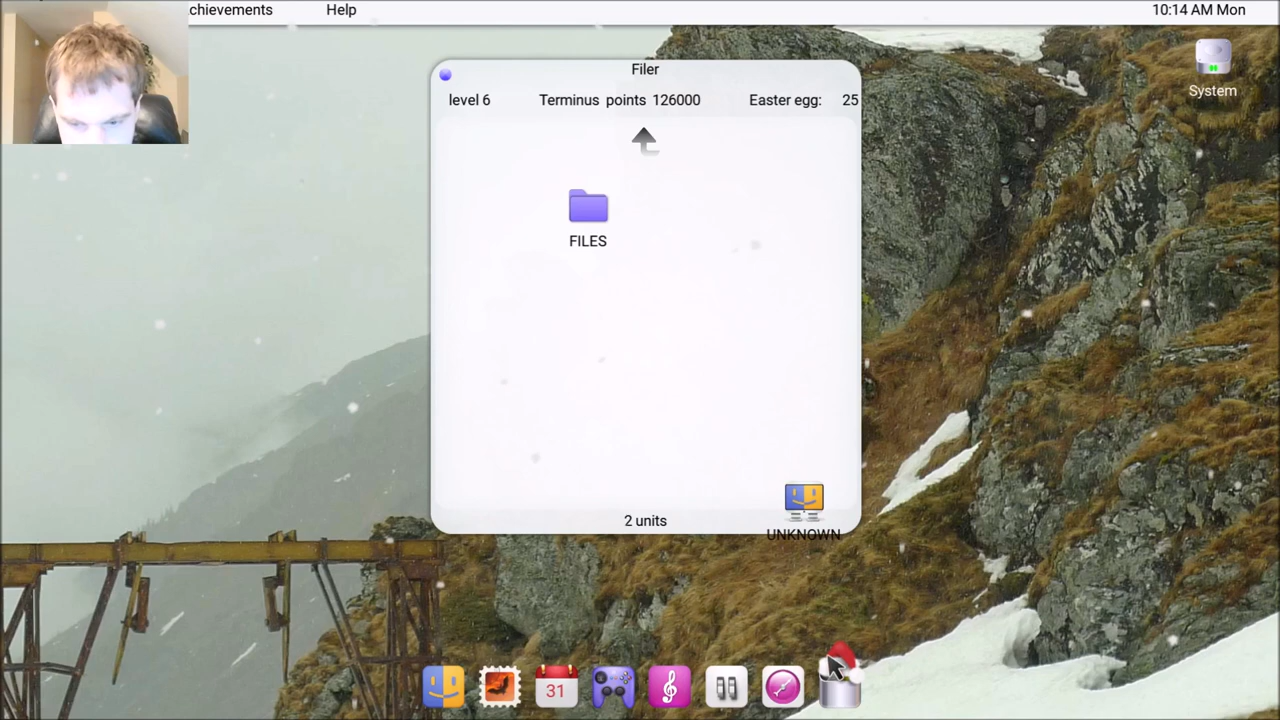 chievements Help 10:14 AM Mon
System
Filer
level 6 Terminus points 126000 Easter egg: 25
FILES
2 units
UNKNOWN
31